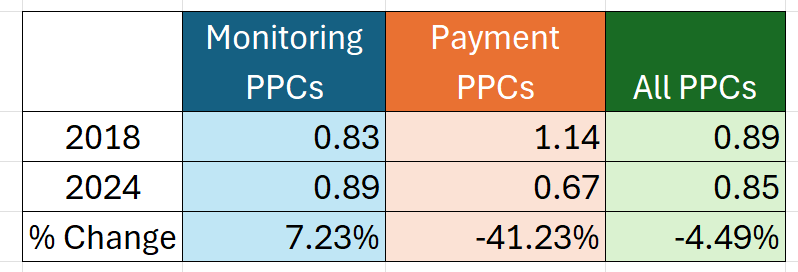 Monitoring PPCs Payment PPCs All PPCs
2018 0.83 1.14 0.89
2024 0.89 0.67 0.85
% Change 7.23% -41.23% -4.49%